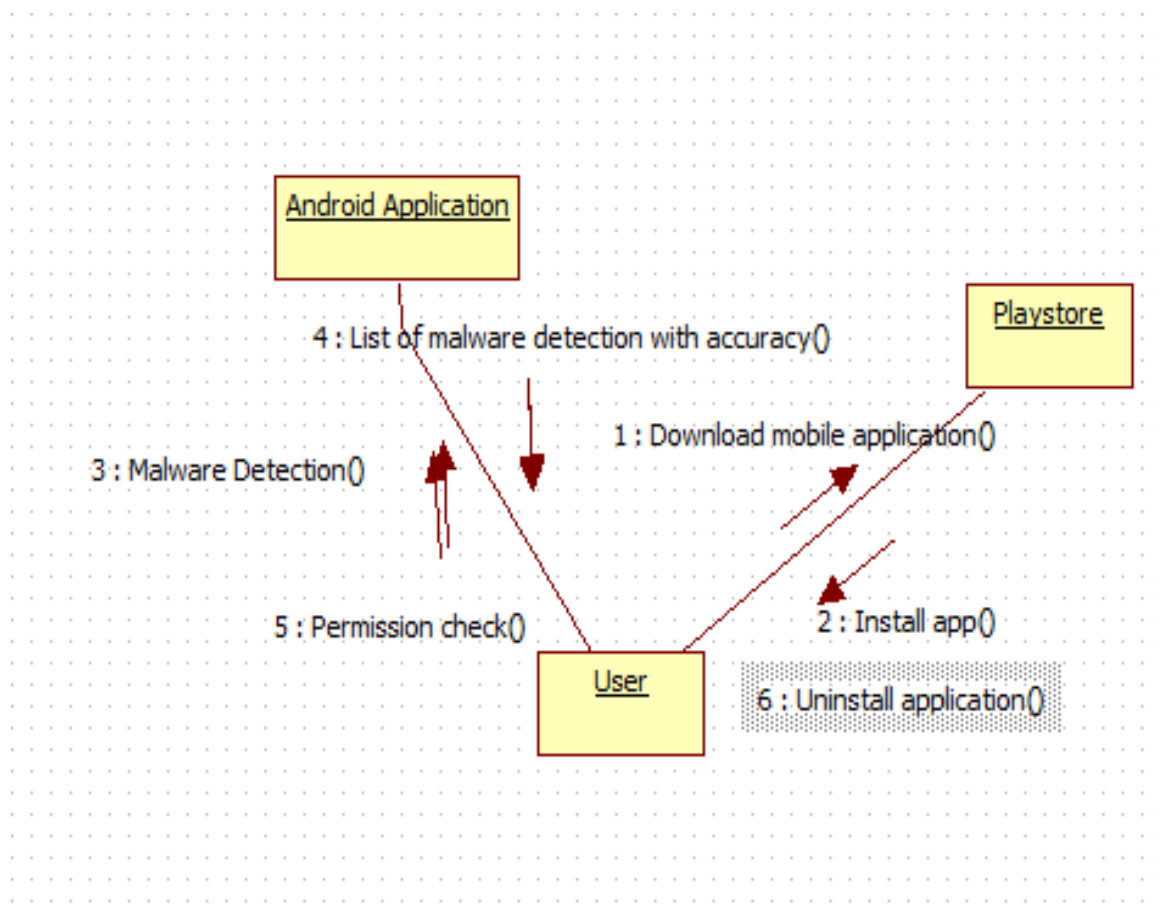 Android Application
Playstore
4 : List of malware detection with accuracy()
1 : Download mobile application()
3 : Malware Detection()
5 : Permission check()
2 : Install app()
User
6 : Uninstall application()